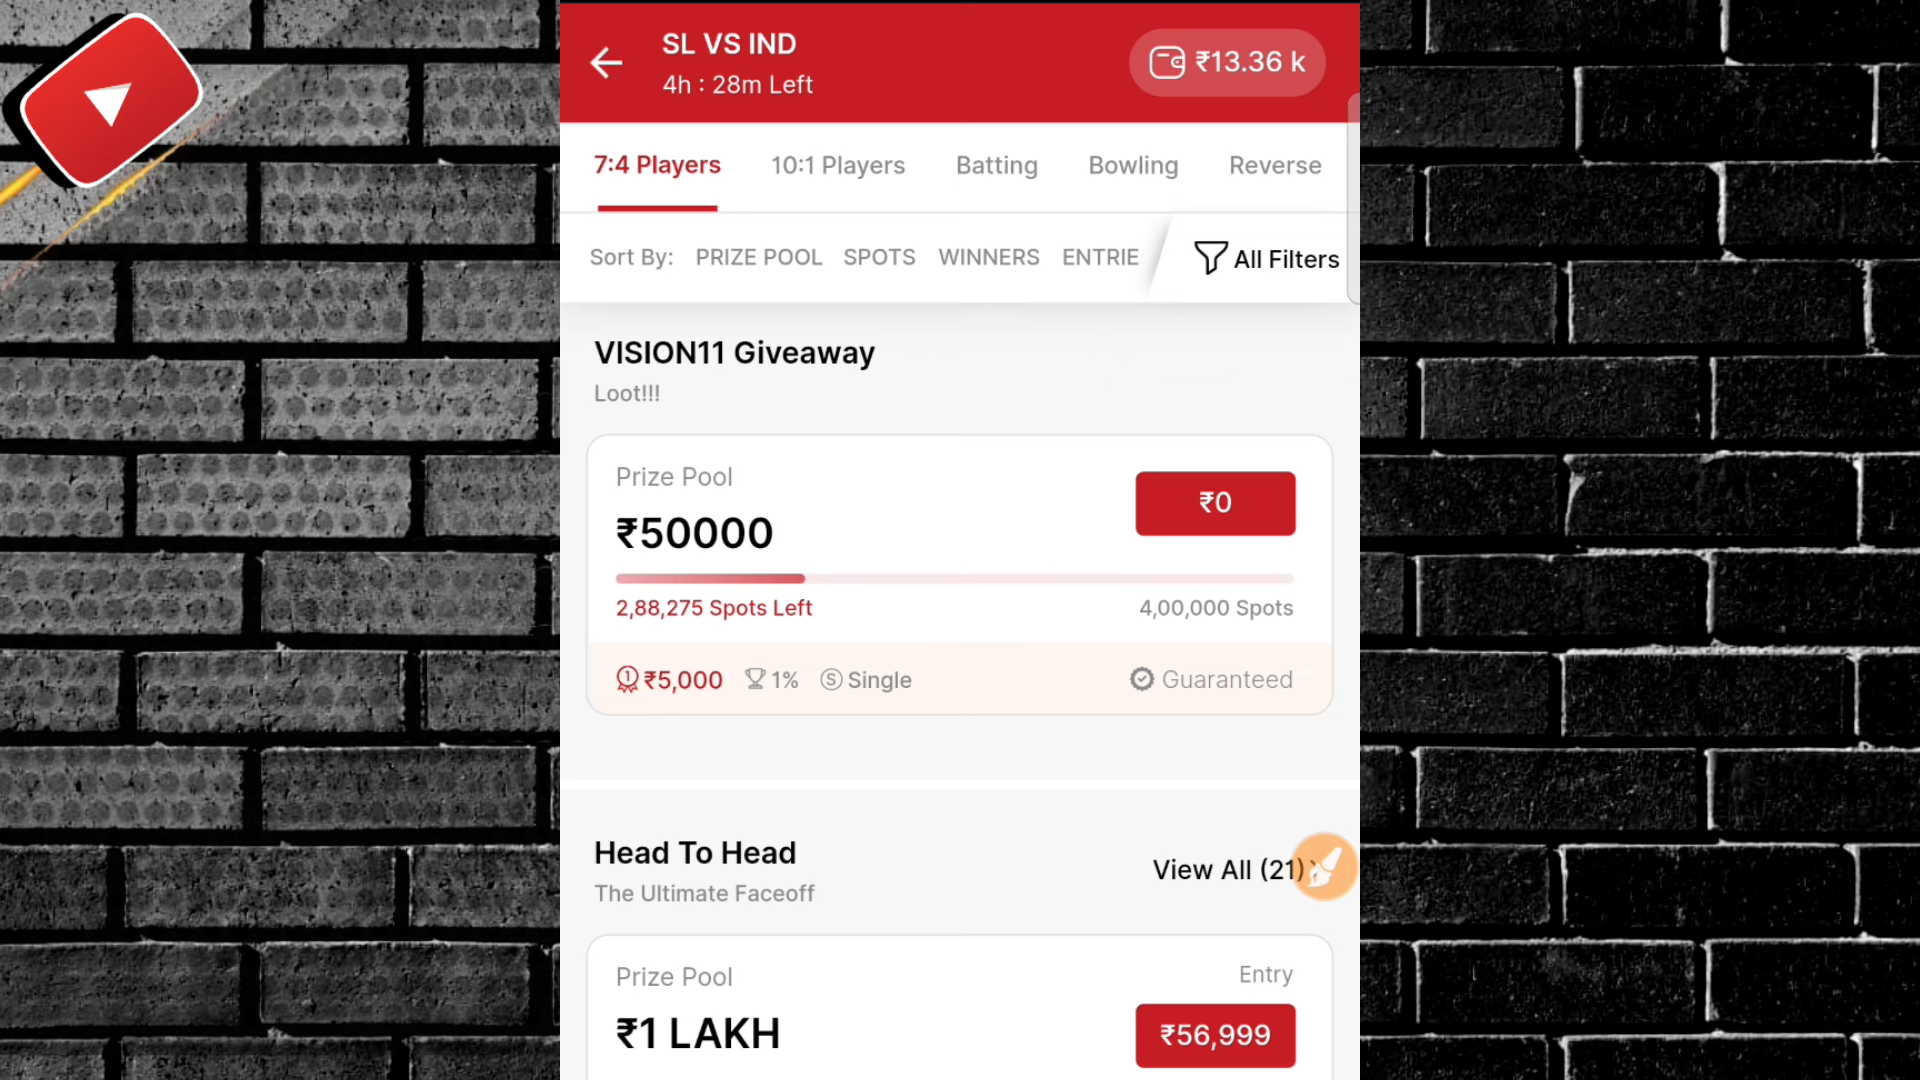 SL VS IND
4h : 28m Left
₹13.36 k
7:4 Players 10:1 Players Batting Bowling Reverse
Sort By: PRIZE POOL SPOTS WINNERS ENTRIE
All Filters
VISION11 Giveaway
Loot!!!
Prize Pool
₹50000
₹0
2,88,275 Spots Left
4,00,000 Spots
1 ₹5,000 1% S Single
Guaranteed
Head To Head
The Ultimate Faceoff
View All (21)
Prize Pool
Entry
₹1 LAKH
₹56,999